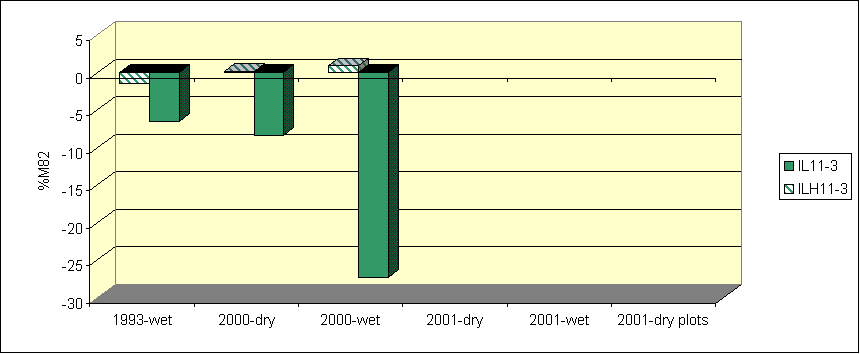 5
0
-5
-10
-15
-20
-25
-30
%M82
1993-wet
2000-dry
2000-wet
2001-dry
2001-wet
2001-dry plots
IL11-3
ILH11-3